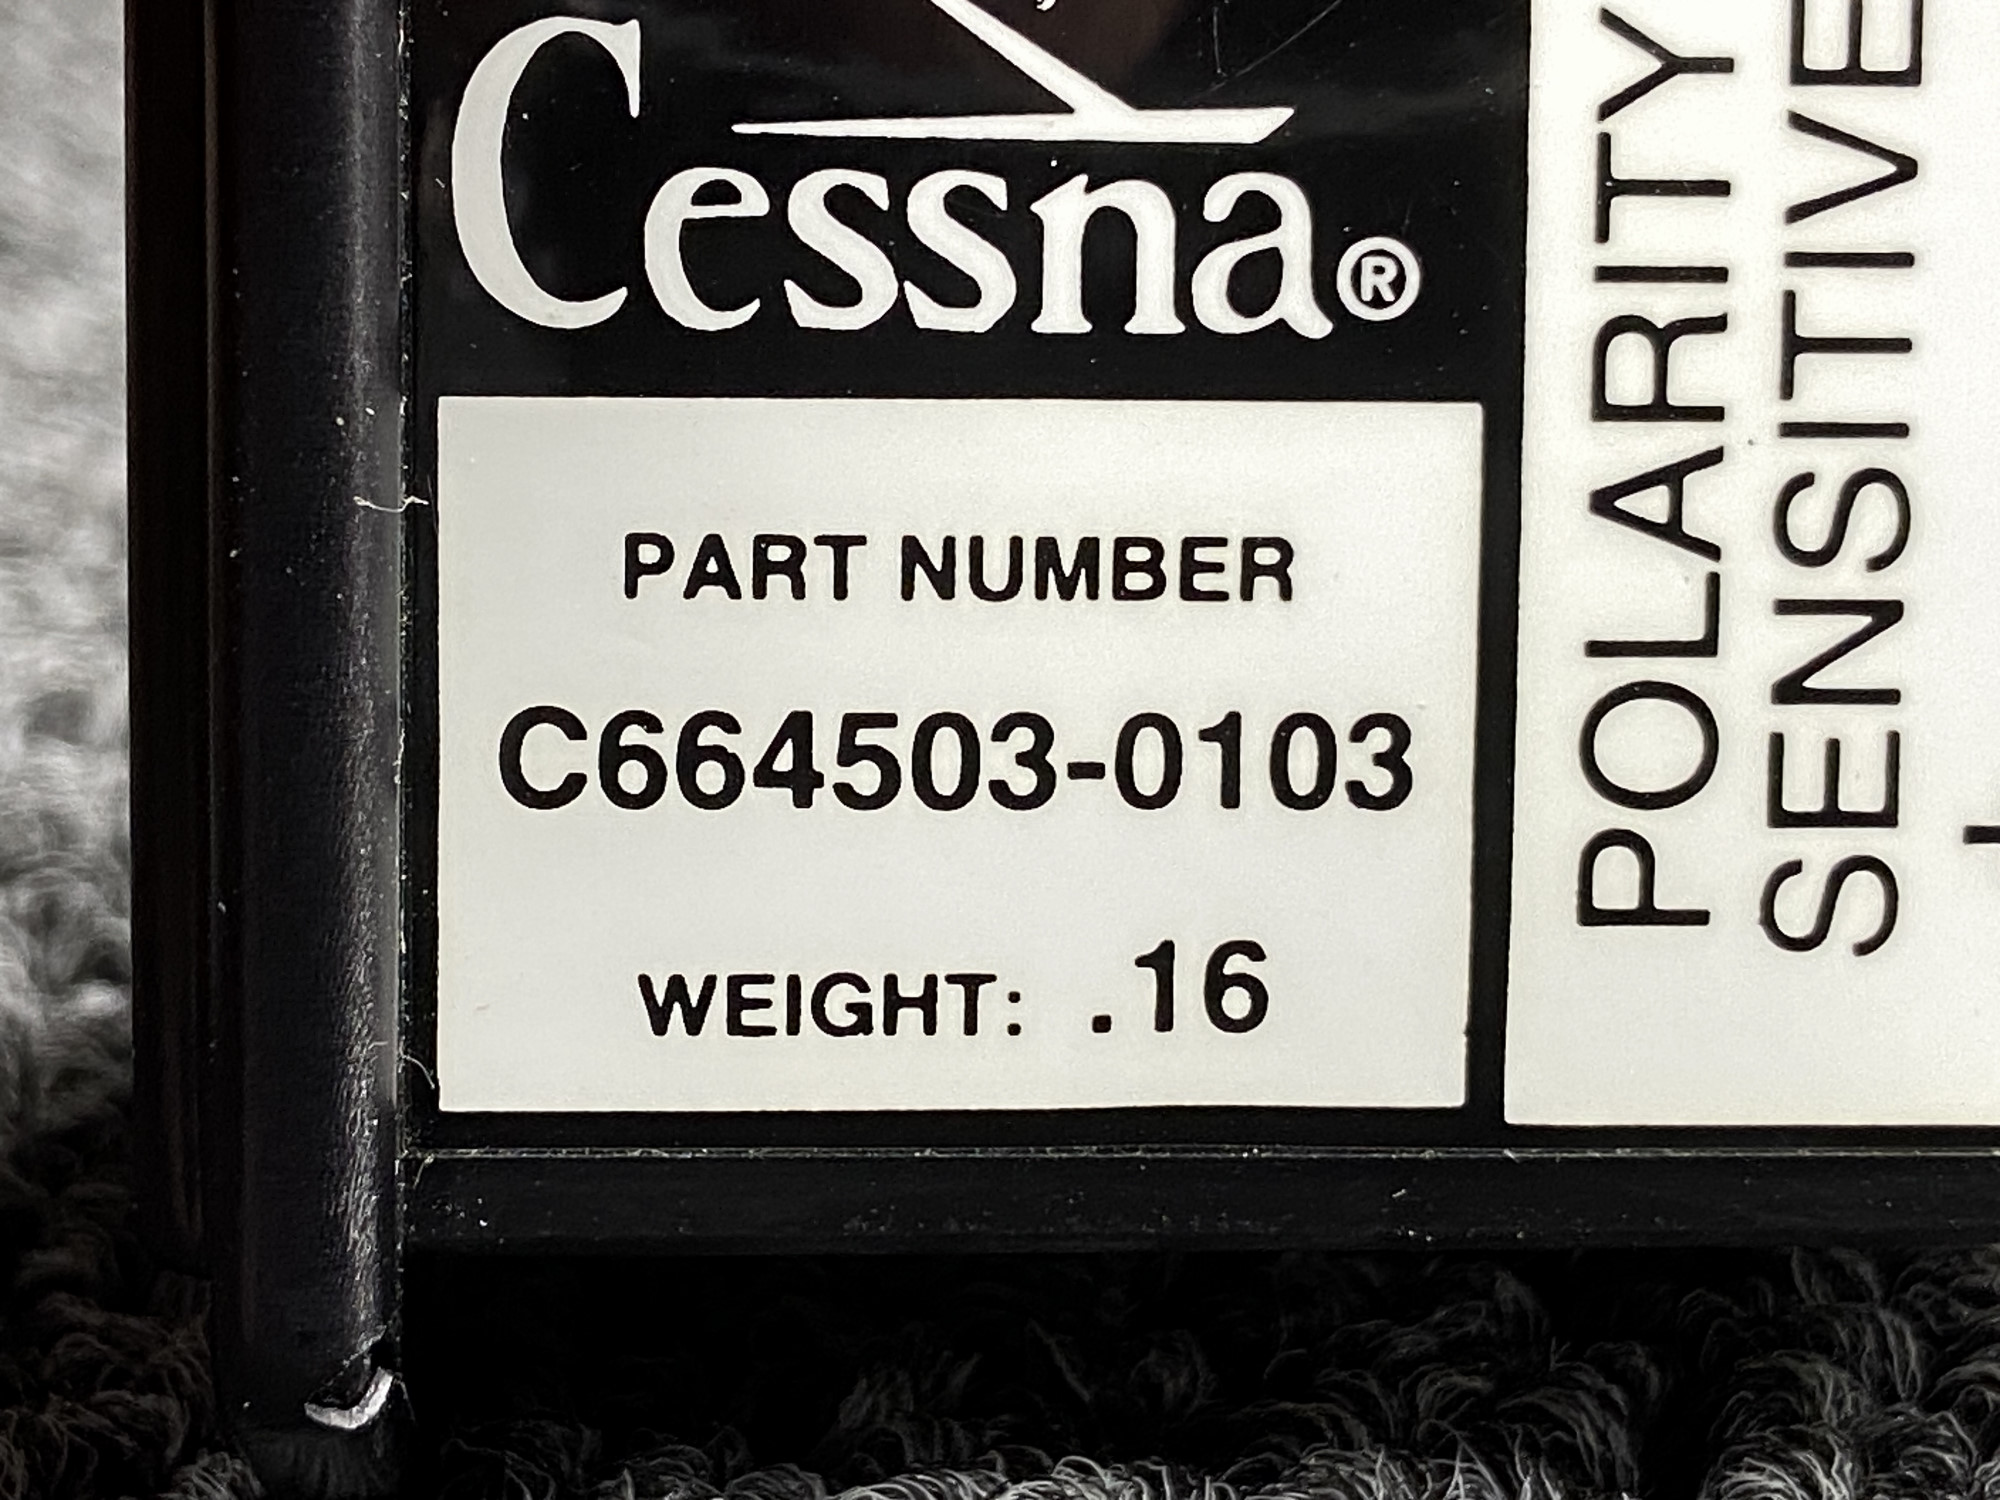 Cessna®
PART NUMBER
C664503-0103
WEIGHT: .16
POLARITY
SENSITIVE